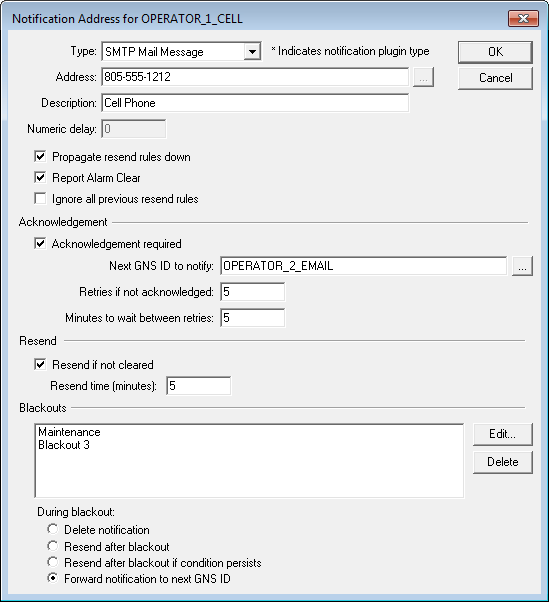 Notification Address for OPERATOR_1_CELL
Type: SMTP Mail Message * Indicates notification plugin type OK
Address: 805-555-1212 ... Cancel
Description: Cell Phone
Numeric delay: 0
Propagate resend rules down
Report Alarm Clear
Ignore all previous resend rules
Acknowledgement
Acknowledgement required
Next GNS ID to notify: OPERATOR_2_EMAIL ...
Retries if not acknowledged: 5
Minutes to wait between retries: 5
Resend
Resend if not cleared
Resend time (minutes): 5
Blackouts
Maintenance Edit...
Blackout 3
Delete
During blackout:
Delete notification
Resend after blackout
Resend after blackout if condition persists
Forward notification to next GNS ID